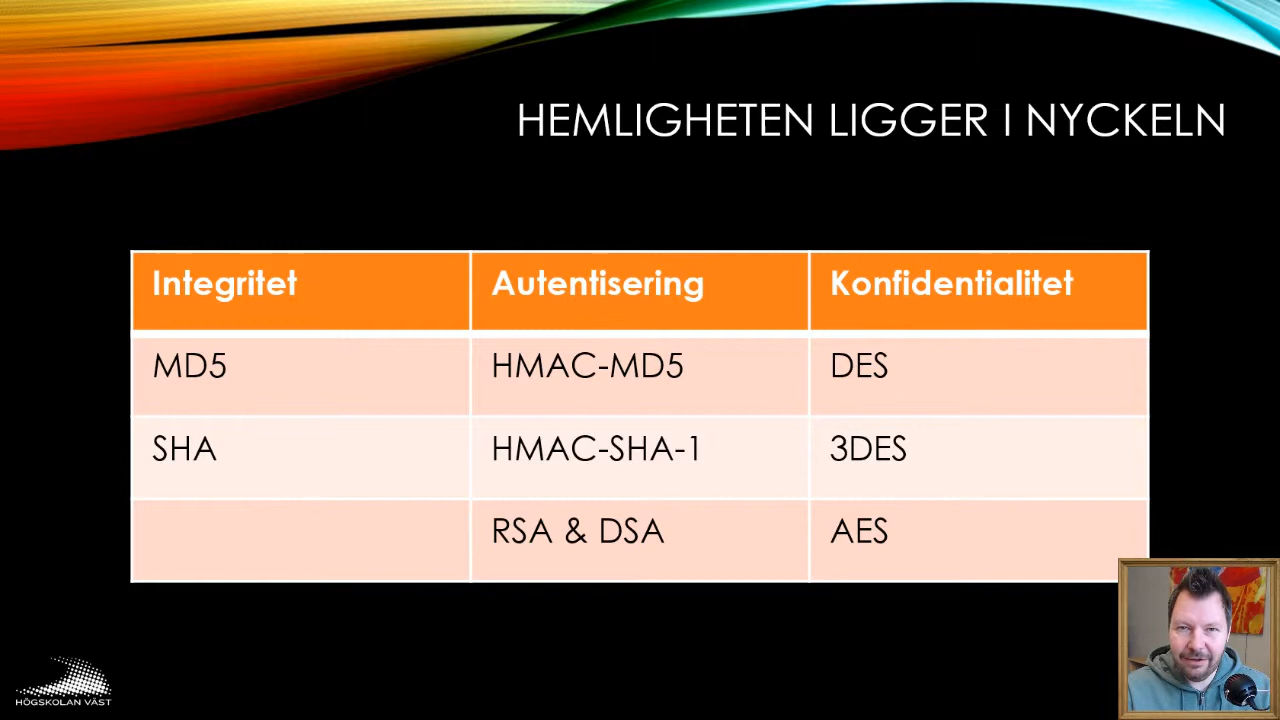 HEMLIGHETEN LIGGER I NYCKELN
Integritet Autentisering Konfidentialitet
MD5 HMAC-MD5 DES
SHA HMAC-SHA-1 3DES
RSA & DSA AES
HÖGSKOLAN VÄST